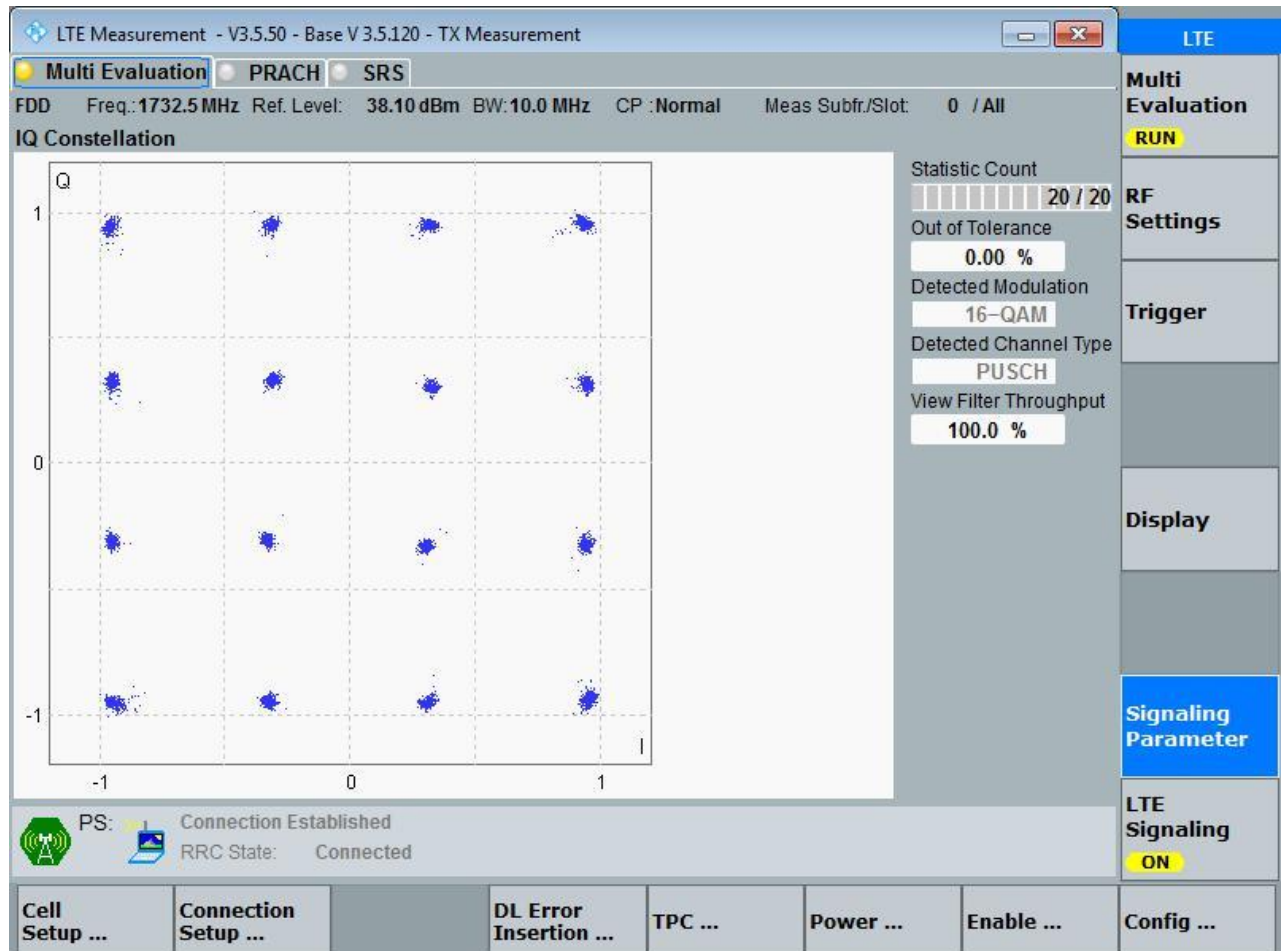 LTE Measurement - V3.5.50 - Base V 3.5.120 - TX Measurement
LTE
Multi Evaluation PRACH SRS
FDD Freq.: 1732.5 MHz Ref. Level: 38.10 dBm BW: 10.0 MHz CP : Normal Meas Subfr./Slot: 0 / All
IQ Constellation
Q
1
0
-1
I
-1 0 1
Statistic Count
20 / 20
Out of Tolerance
0.00 %
Detected Modulation
16-QAM
Detected Channel Type
PUSCH
View Filter Throughput
100.0 %
Multi
Evaluation
RUN
RF
Settings
Trigger
Display
Signaling
Parameter
LTE
Signaling
ON
PS: Connection Established
RRC State: Connected
Cell
Setup ...
Connection
Setup ...
DL Error
Insertion ...
TPC ...
Power ...
Enable ...
Config ...